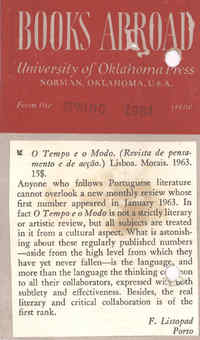 BOOKS ABROAD
University of Oklahoma Press
NORMAN, OKLAHOMA, U.S.A.
From the SPRING 1964 issue
O Tempo e o Modo. (Revista de pensa-
mento e de acção.) Lisboa. Morais. 1963.
15$.
Anyone who follows Portuguese literature
cannot overlook a new monthly review whose
first number appeared in January 1963. In
fact O Tempo e o Modo is not a strictly literary
or artistic review, but all subjects are treated
in it from a cultural aspect. What is astonish-
ing about these regularly published numbers
—aside from the high level from which they
have yet never fallen—is the language, and
more than the language the thinking common
to all their collaborators, expressed with both
subtlety and effectiveness. Besides, the real
literary and critical collaboration is of the
first rank.
F. Lissopad
Porto